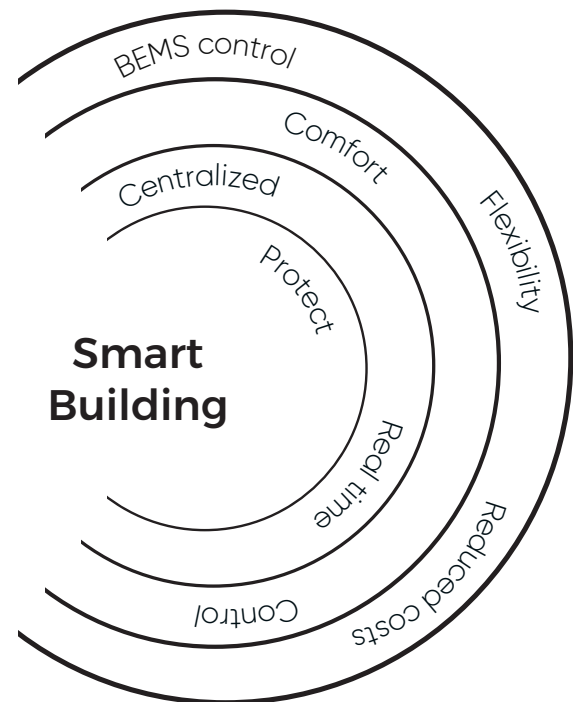 BEMS control
Comfort
Centralized
Flexibility
Protect
Smart
Building
Real time
Reduced costs
Control